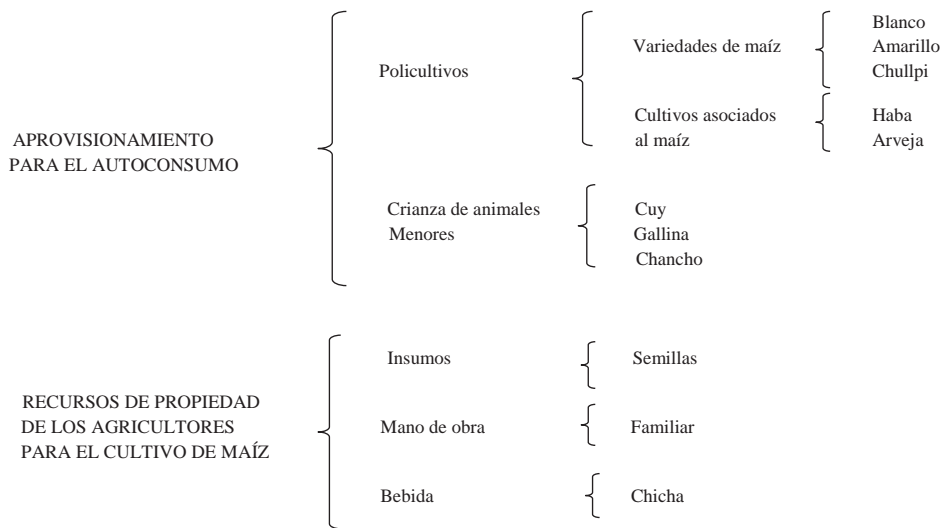 APROVISIONAMIENTO
PARA EL AUTOCONSUMO
Policultivos
Variedades de maíz
Blanco
Amarillo
Chullpi
Cultivos asociados
al maíz
Haba
Arveja
Crianza de animales
Menores
Cuy
Gallina
Chancho
RECURSOS DE PROPIEDAD
DE LOS AGRICULTORES
PARA EL CULTIVO DE MAÍZ
Insumos
Semillas
Mano de obra
Familiar
Bebida
Chicha